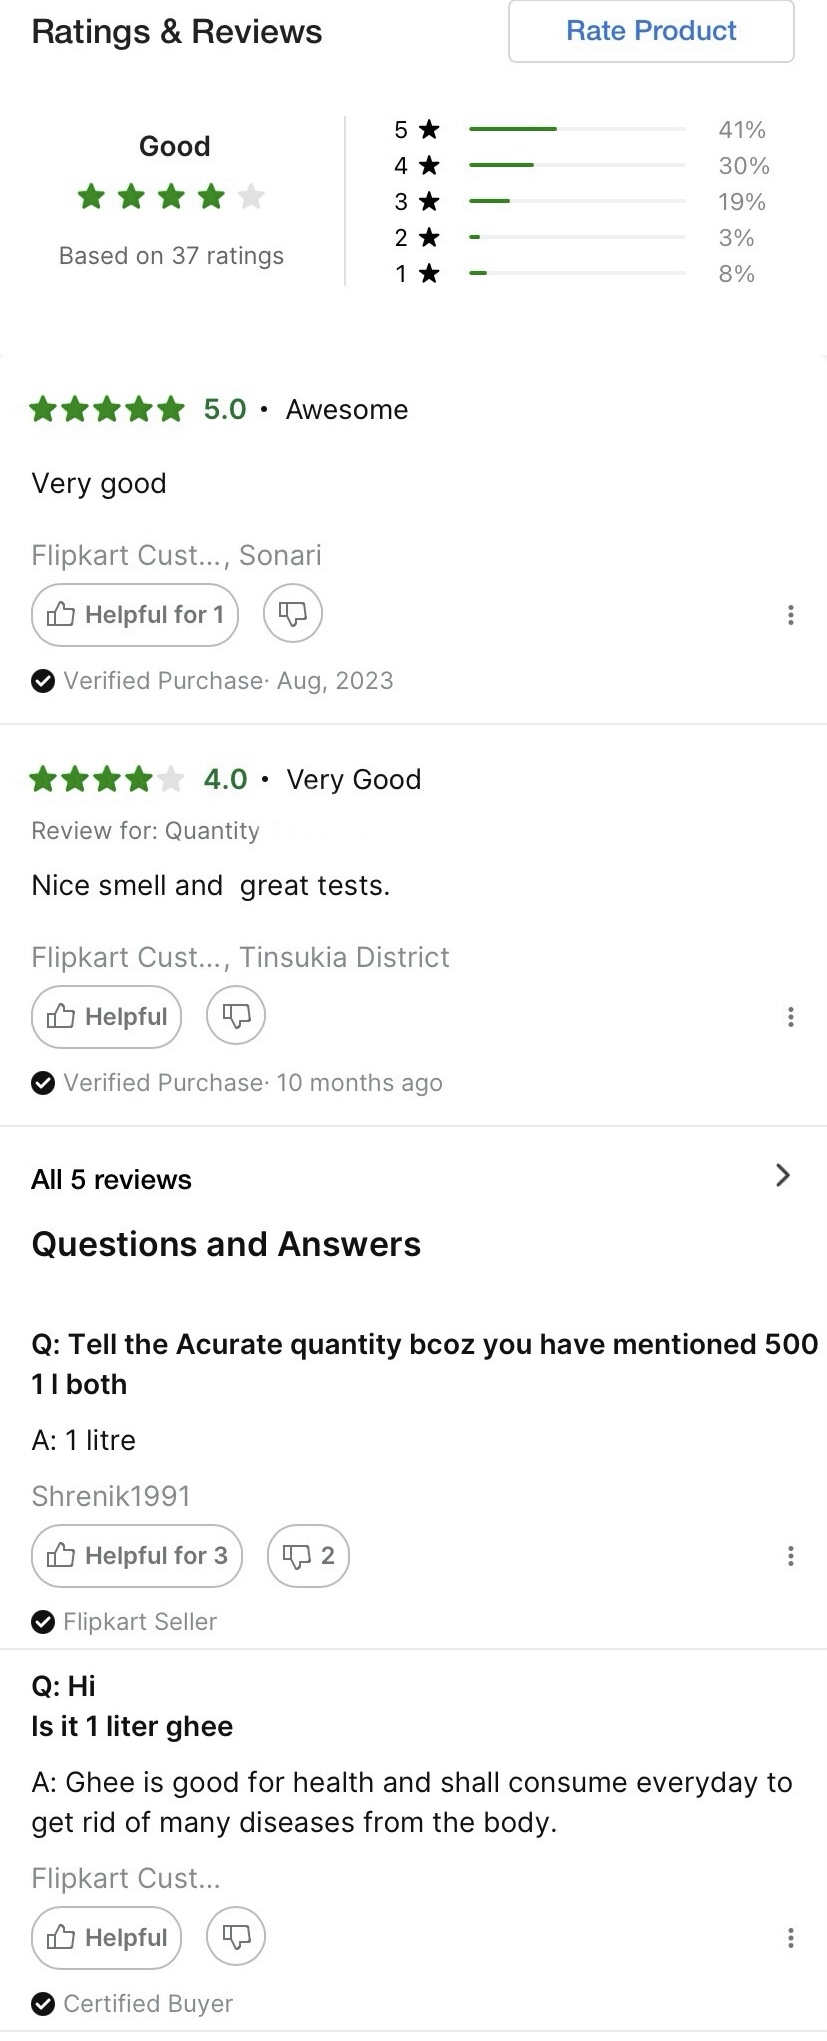 Ratings & Reviews
Rate Product
Good
Based on 37 ratings
5 ★ 41%
4 ★ 30%
3 ★ 19%
2 ★ 3%
1 ★ 8%
5.0 • Awesome
Very good
Flipkart Cust..., Sonari
Helpful for 1
Verified Purchase· Aug, 2023
4.0 • Very Good
Review for: Quantity
Nice smell and  great tests.
Flipkart Cust..., Tinsukia District
Helpful
Verified Purchase· 10 months ago
All 5 reviews
Questions and Answers
Q: Tell the Acurate quantity bcoz you have mentioned 500
1 l both
A: 1 litre
Shrenik1991
Helpful for 3
2
Flipkart Seller
Q: Hi
Is it 1 liter ghee
A: Ghee is good for health and shall consume everyday to
get rid of many diseases from the body.
Flipkart Cust...
Helpful
Certified Buyer